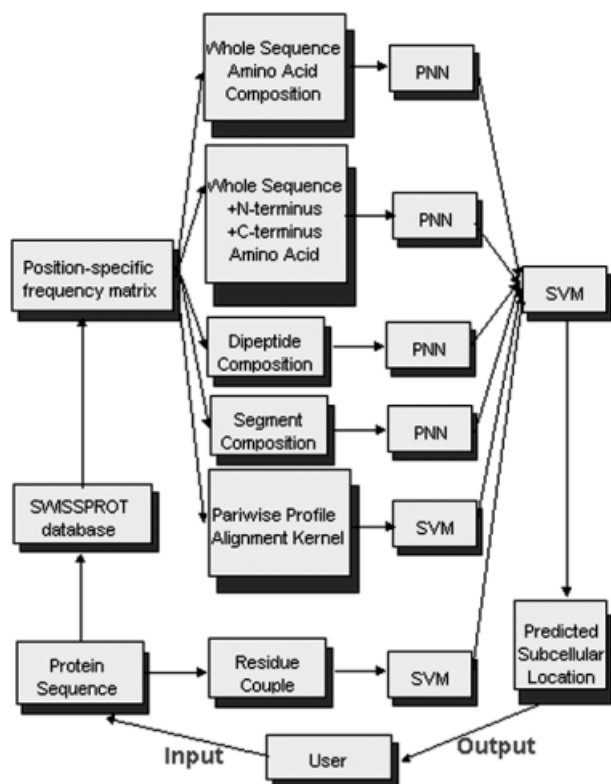 Whole Sequence
Amino Acid
Composition
PNN
Whole Sequence
+N-terminus
+C-terminus
Amino Acid
PNN
Position-specific
frequency matrix
SVM
Dipeptide
Composition
PNN
Segment
Composition
PNN
SWISSPROT
database
Pariwise Profile
Alignment Kernel
SVM
Protein
Sequence
Residue
Couple
SVM
Predicted
Subcellular
Location
Input
User
Output